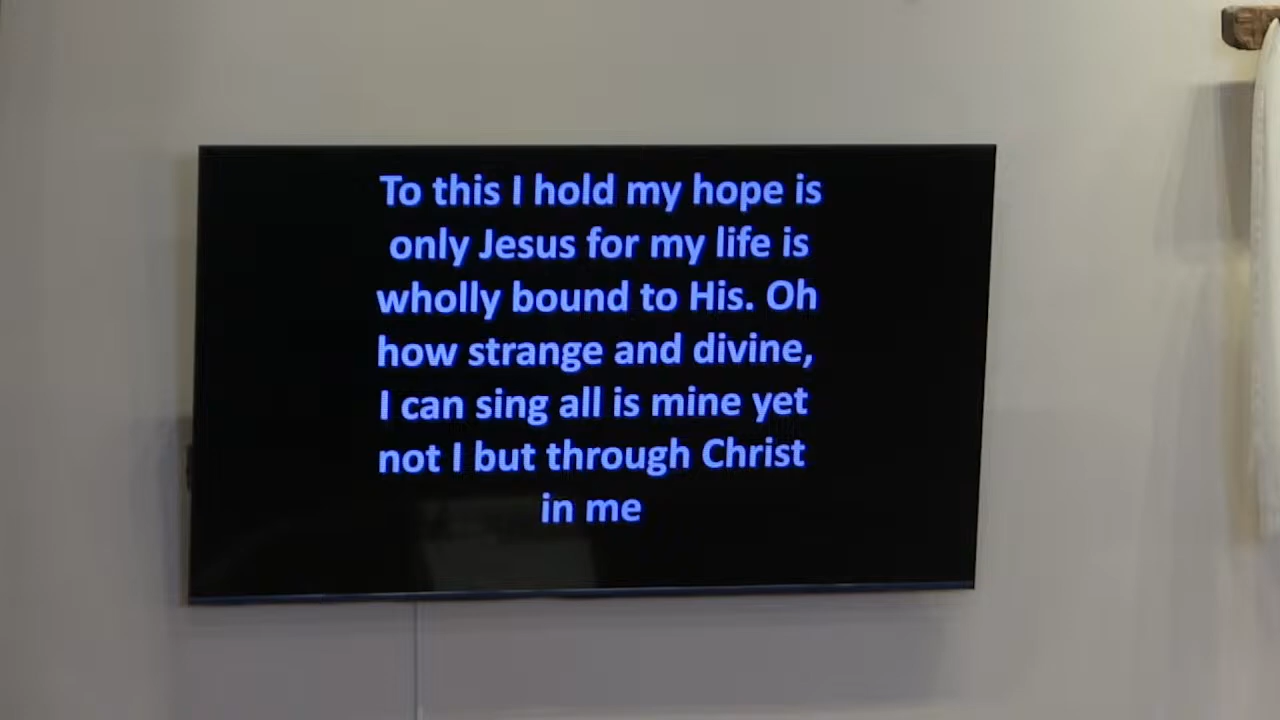 To this I hold my hope is
only Jesus for my life is
wholly bound to His. Oh
how strange and divine,
I can sing all is mine yet
not I but through Christ
in me